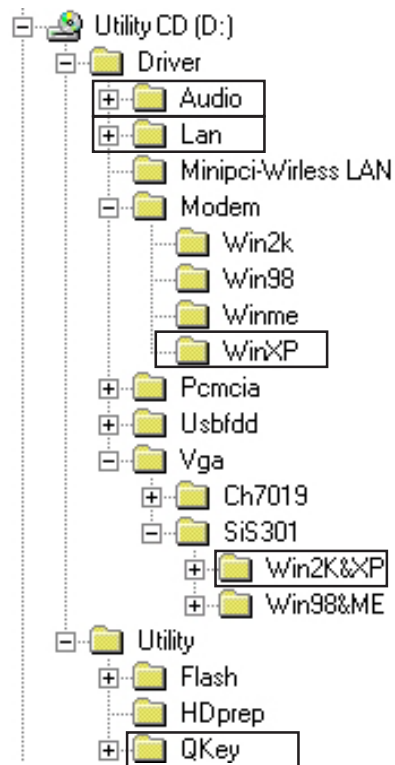 Utility CD (D:)
Driver
Audio
Lan
Minipci-Wirless LAN
Modem
Win2k
Win98
Winme
WinXP
Pcmcia
Usbfdd
Vga
Ch7019
SiS301
Win2K&XP
Win98&ME
Utility
Flash
HDprep
QKey